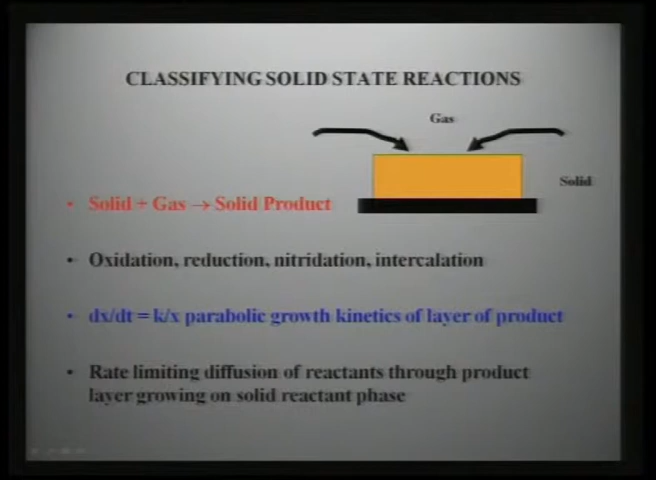 CLASSIFYING SOLID STATE REACTIONS
Gas
Solid
• Solid + Gas → Solid Product
• Oxidation, reduction, nitridation, intercalation
• dx/dt = k/x parabolic growth kinetics of layer of product
• Rate limiting diffusion of reactants through product
layer growing on solid reactant phase